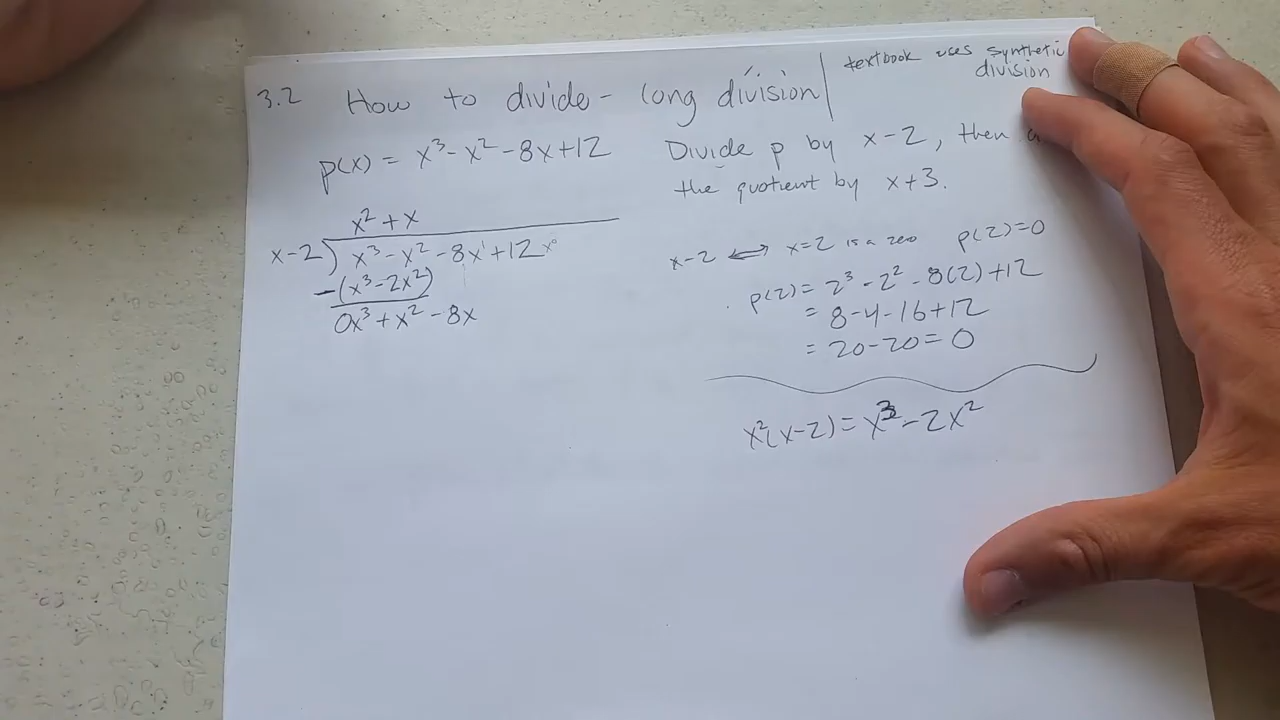 3.2 How to divide - long division
textbook uses synthetic
division
p(x) = x³ - x² - 8x + 12
Divide p by x-2, then
the quotient by x+3.
x² + x
x-2 ) x³ - x² - 8x¹ + 12x⁰
-(x³ - 2x²)
0x³ + x² - 8x
x-2 ⟷ x=2 is a zero p(2)=0
p(2) = 2³ - 2² - 8(2) + 12
= 8 - 4 - 16 + 12
= 20 - 20 = 0
x²(x-2) = x³ - 2x²